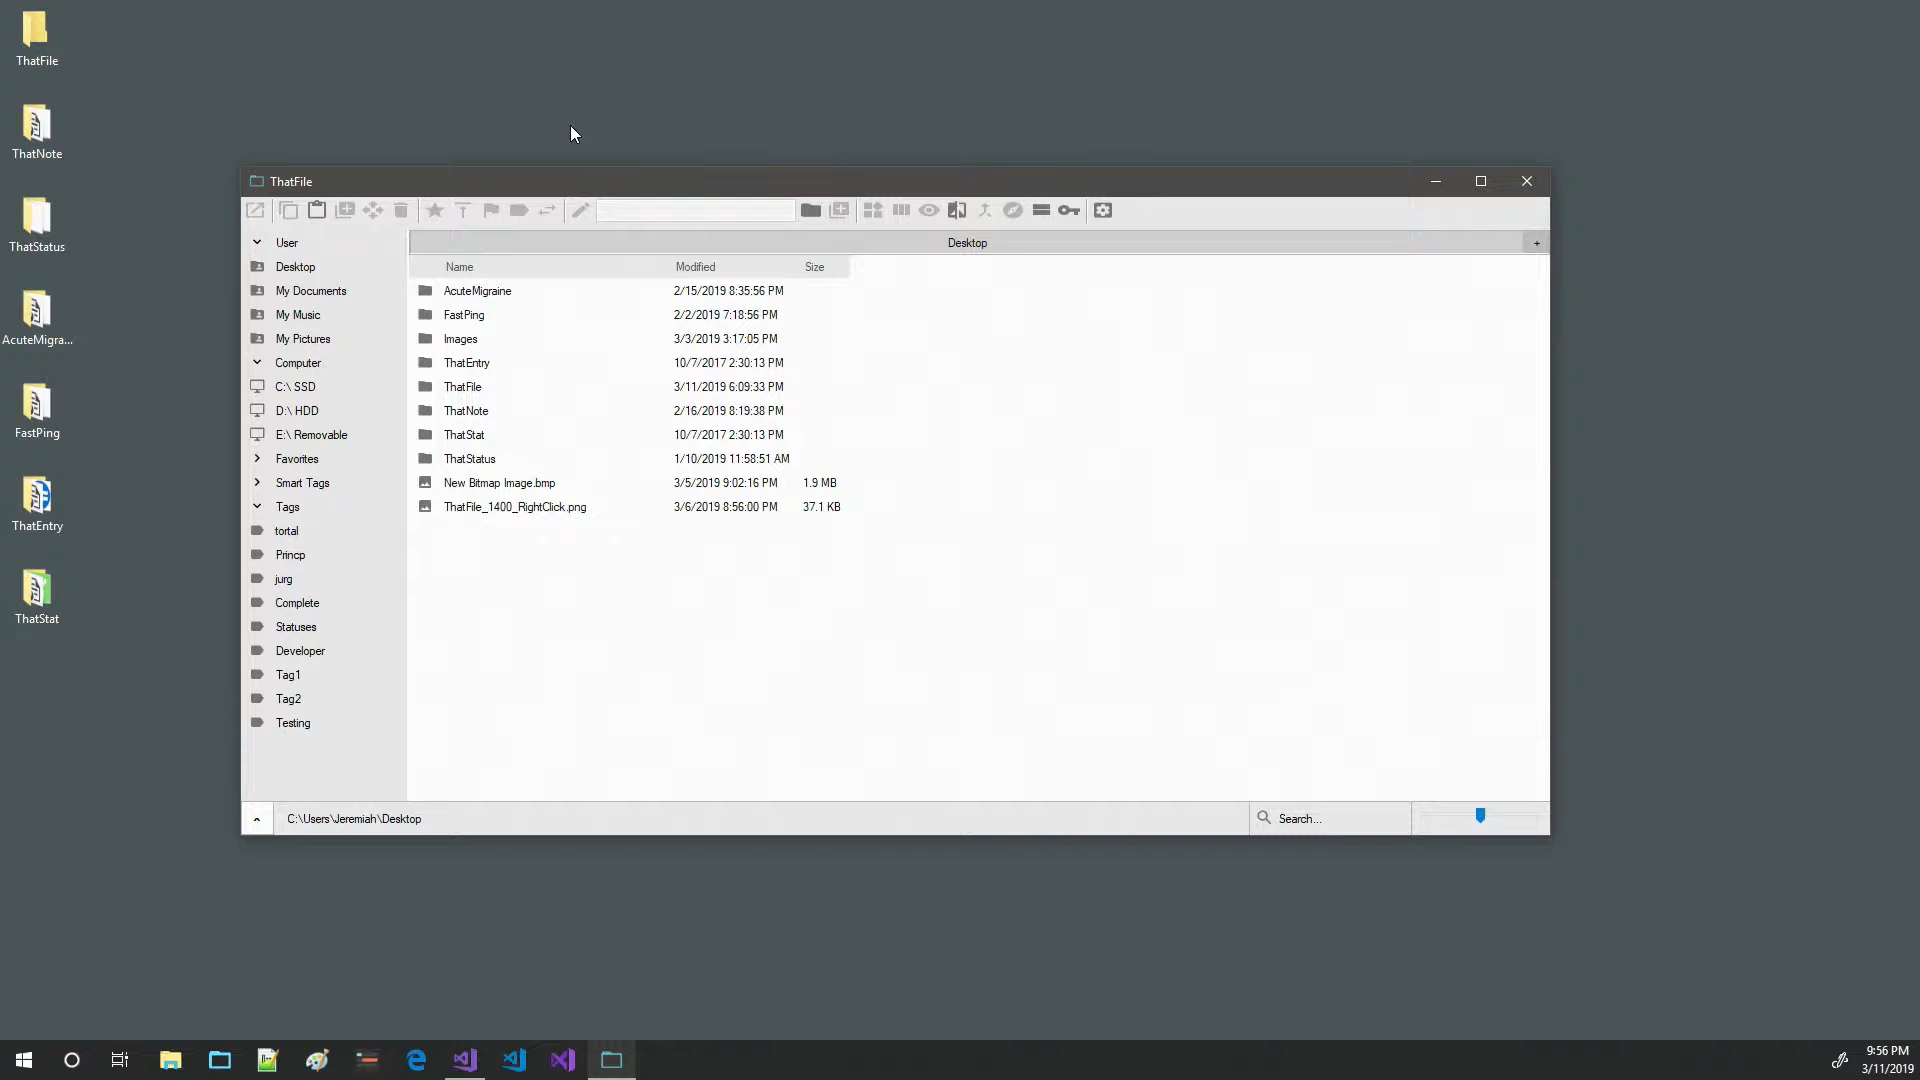 ThatFile
ThatNote
ThatStatus
AcuteMigra...
FastPing
ThatEntry
ThatStat
ThatFile
User
Desktop
My Documents
My Music
My Pictures
Computer
C:\ SSD
D:\ HDD
E:\ Removable
Favorites
Smart Tags
Tags
tortal
Princp
jurg
Complete
Statuses
Developer
Tag1
Tag2
Testing
Desktop +
Name Modified Size
AcuteMigraine 2/15/2019 8:35:56 PM
FastPing 2/2/2019 7:18:56 PM
Images 3/3/2019 3:17:05 PM
ThatEntry 10/7/2017 2:30:13 PM
ThatFile 3/11/2019 6:09:33 PM
ThatNote 2/16/2019 8:19:38 PM
ThatStat 10/7/2017 2:30:13 PM
ThatStatus 1/10/2019 11:58:51 AM
New Bitmap Image.bmp 3/5/2019 9:02:16 PM 1.9 MB
ThatFile_1400_RightClick.png 3/6/2019 8:56:00 PM 37.1 KB
C:\Users\Jeremiah\Desktop
Search...
9:56 PM
3/11/2019